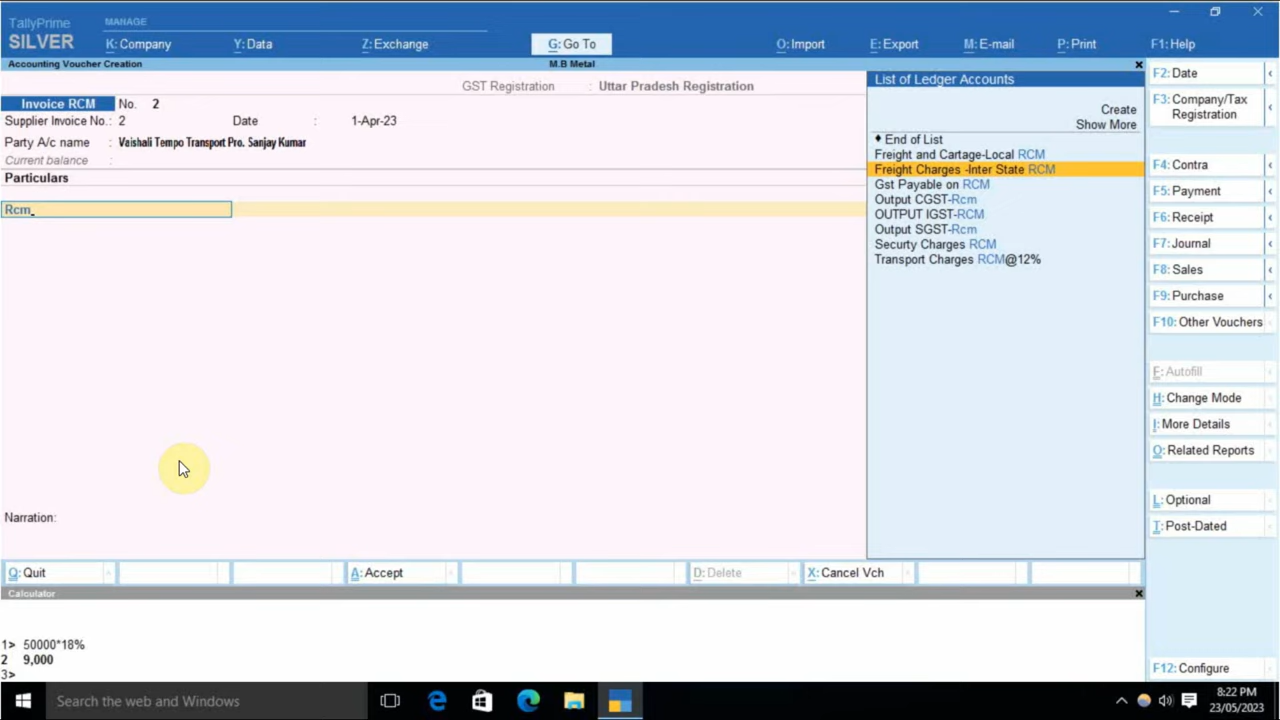 TallyPrime
MANAGE
SILVER
K: Company
Y: Data
Z: Exchange
G: Go To
O: Import
E: Export
M: E-mail
P: Print
F1: Help
Accounting Voucher Creation
M.B Metal
GST Registration : Uttar Pradesh Registration
Invoice RCM No. 2
Supplier Invoice No.: 2 Date : 1-Apr-23
Party A/c name : Vaishali Tempo Transport Pro. Sanjay Kumar
Current balance :
Particulars
Rcm
Narration:
List of Ledger Accounts
Create
Show More
♦ End of List
Freight and Cartage-Local RCM
Freight Charges -Inter State RCM
Gst Payable on RCM
Output CGST-Rcm
OUTPUT IGST-RCM
Output SGST-Rcm
Securty Charges RCM
Transport Charges RCM@12%
F2: Date
F3: Company/Tax
Registration
F4: Contra
F5: Payment
F6: Receipt
F7: Journal
F8: Sales
F9: Purchase
F10: Other Vouchers
E: Autofill
H: Change Mode
I: More Details
O: Related Reports
L: Optional
T: Post-Dated
F12: Configure
Q: Quit
A: Accept
D: Delete
X: Cancel Vch
Calculator
1> 50000*18%
2 9,000
3>
Search the web and Windows
8:22 PM
23/05/2023